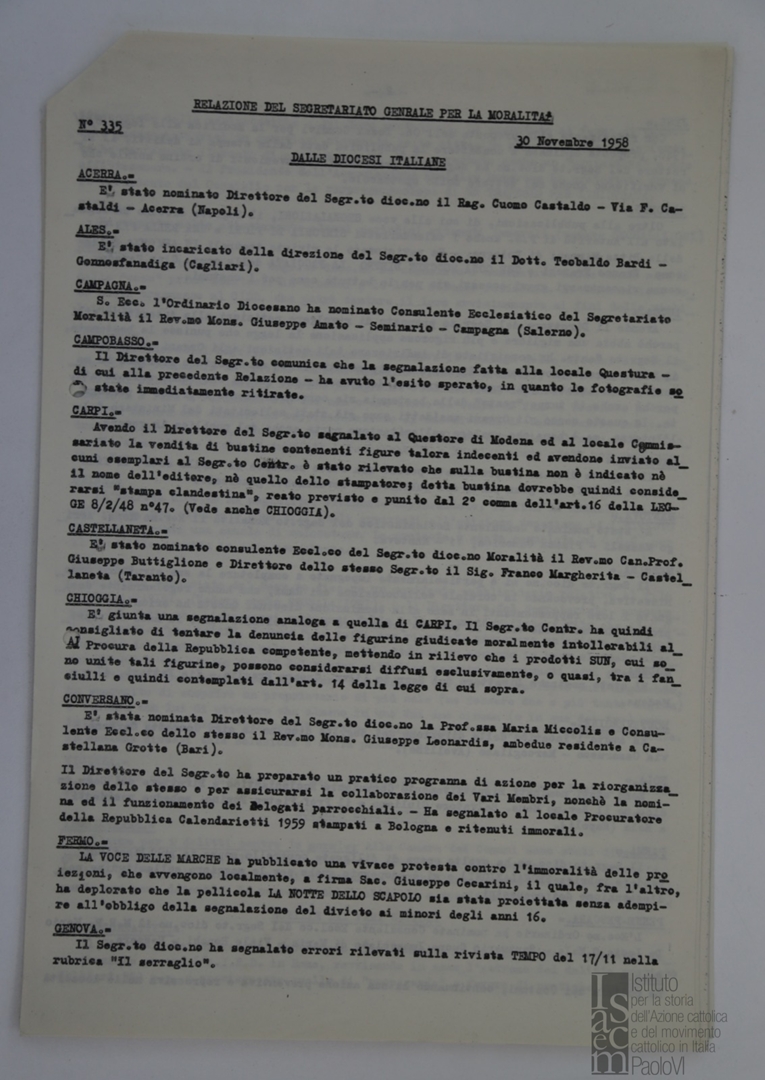 RELAZIONE DEL SEGRETARIATO GENRALE PER LA MORALITA'
N° 335
30 Novembre 1958
DALLE DIOCESI ITALIANE
ACERRA.=
E' stato nominato Direttore del Segr.to dioc.no il Rag. Cuomo Castaldo - Via F. Ca-
staldi - Acerra (Napoli).
ALES.=
E' stato incaricato della direzione del Segr.to dioc.no il Dott. Teobaldo Bardi -
Gonnosfanadiga (Cagliari).
CAMPAGNA.=
S. Ecc. l'Ordinario Diocesano ha nominato Consulente Ecclesiatico del Segretariato
Moralità il Rev.mo Mons. Giuseppe Amato - Seminario - Campagna (Salerno).
CAMPOBASSO.=
Il Direttore del Segr.to comunica che la segnalazione fatta alla locale Questura -
di cui alla precedente Relazione - ha avuto l'esito sperato, in quanto le fotografie so
state immediatamente ritirate.
CARPI.=
Avendo il Direttore del Segr.to segnalato al Questore di Modena ed al locale Commis-
sariato la vendita di bustine contenenti figure talora indecenti ed avendone inviato al_
cuni esemplari al Segr.to Centr. è stato rilevato che sulla bustina non è indicato nè
il nome dell'editore, nè quello dello stampatore; detta bustina dovrebbe quindi conside_
rarsi "stampa clandestina", reato previsto e punito dal 2° comma dell'art.16 della LEG-
GE 8/2/48 n°47. (Vede anche CHIOGGIA).
CASTELLANETA.=
E' stato nominato consulente Eccl.co del Segr.to dioc.no Moralità il Rev.mo Can.Prof.
Giuseppe Buttiglione e Direttore dello stesso Segr.to il Sig. Franco Margherita - Castel_
laneta (Taranto).
CHIOGGIA.=
E' giunta una segnalazione analoga a quella di CARPI. Il Segr.to Centr. ha quindi
consigliato di tentare la denuncia delle figurine giudicate moralmente intollerabili al_
la Procura della Repubblica competente, mettendo in rilievo che i prodotti SUN, cui so_
no unite tali figurine, possono considerarsi diffusi esclusivamente, o quasi, tra i fan_
ciulli e quindi contemplati dall'art. 14 della legge di cui sopra.
CONVERSANO.=
E' stata nominata Direttore del Segr.to dioc.no la Prof.ssa Maria Miccolis e Consu-
lente Eccl.co dello stesso il Rev.mo Mons. Giuseppe Leonardis, ambedue residente a Ca-
stellana Grotte (Bari).
Il Direttore del Segr.to ha preparato un pratico programma di azione per la riorganizza_
zione dello stesso e per assicurarsi la collaborazione dei Vari Membri, nonchè la nomi-
na ed il funzionamento dei Delegati parrocchiali. - Ha segnalato al locale Procuratore
della Repubblica Calendarietti 1959 stampati a Bologna e ritenuti immorali.
FERMO.=
LA VOCE DELLE MARCHE ha pubblicato una vivace protesta contro l'immoralità delle pro_
iezioni, che avvengono localmente, a firma Sac. Giuseppe Cecarini, il quale, fra l'altro,
ha deplorato che la pellicola LA NOTTE DELLO SCAPOLO sia stata proiettata senza adempi-
re all'obbligo della segnalazione del divieto ai minori degli anni 16.
GENOVA.=
Il Segr.to dioc.no ha segnalato errori rilevati sulla rivista TEMPO del 17/11 nella
rubrica "Il serraglio".
Isacem
Istituto
per la storia
dell'Azione cattolica
e del movimento
cattolico in Italia
PaoloVI